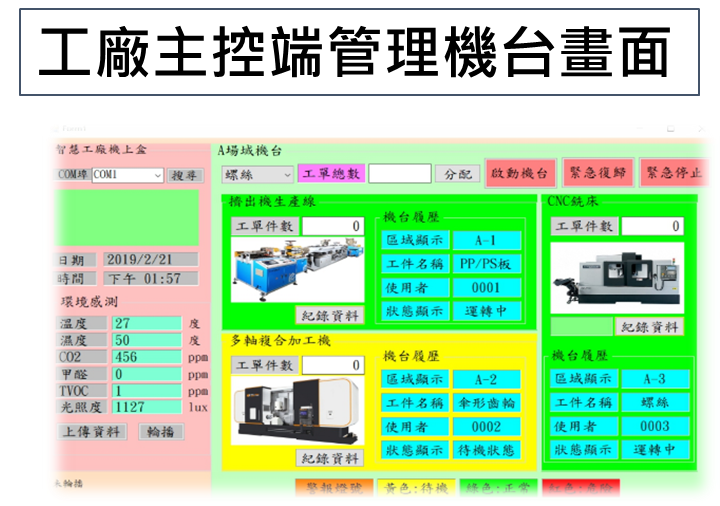 工廠主控端管理機台畫面
智慧工廠機上盒
COM埠 COM1 搜尋
日期 2019/2/21
時間 下午 01:57
環境感測
溫度 27 度
濕度 50 度
CO2 456 ppm
甲醛 0 ppm
TVOC 1 ppm
光照度 1127 lux
上傳資料 輪播
A場域機台
螺絲 工單總數 分配 啟動機台 緊急復歸 緊急停止
擠出機生產線
工單件數 0
紀錄資料
機台履歷
區域顯示 A-1
工件名稱 PP/PS板
使用者 0001
狀態顯示 運轉中
多軸複合加工機
工單件數 0
紀錄資料
機台履歷
區域顯示 A-2
工件名稱 傘形齒輪
使用者 0002
狀態顯示 待機狀態
CNC銑床
工單件數 0
紀錄資料
機台履歷
區域顯示 A-3
工件名稱 螺絲
使用者 0003
狀態顯示 運轉中
輪播
警報燈號 黃色:待機 綠色:正常 紅色:危險